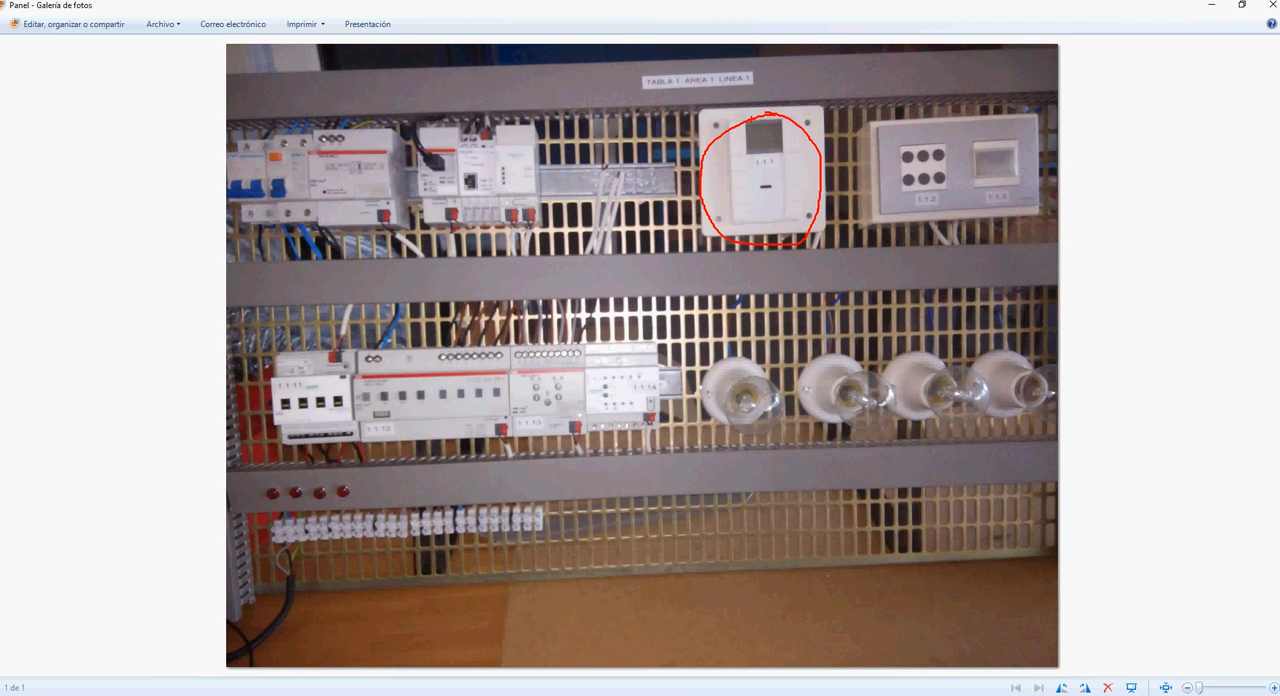 Panel - Galería de fotos
Editar, organizar o compartir Archivo Correo electrónico Imprimir Presentación
TABLA 1 AREA 1 LINEA 1
1.1.1
1.1.2
1.1.3
1 1 11
1 1 12
1 1 13
1 1 14
1 de 1